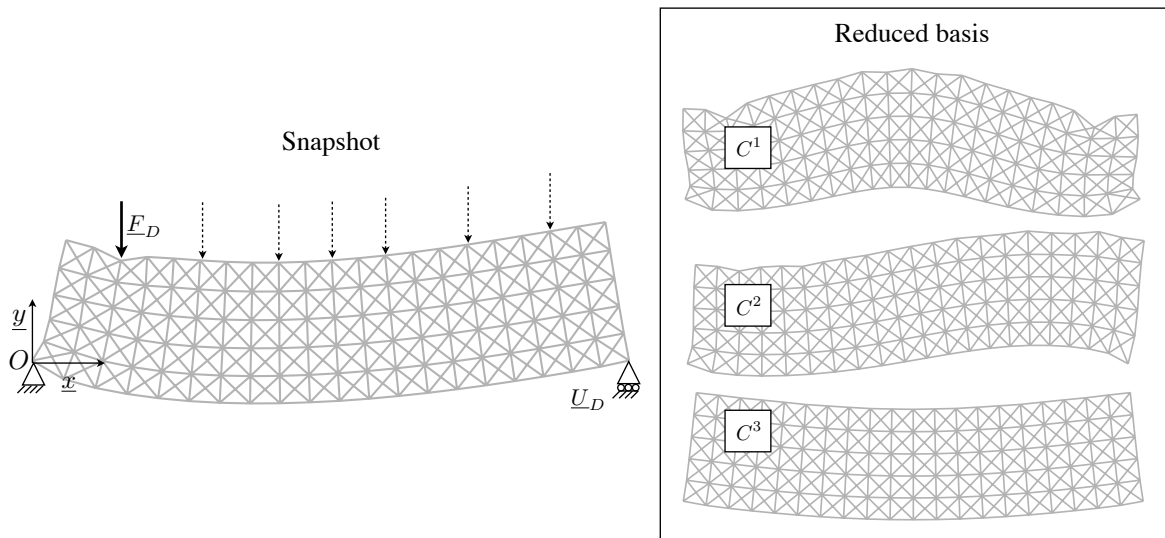 Snapshot
F_D
y
O
x
U_D
Reduced basis
C^1
C^2
C^3